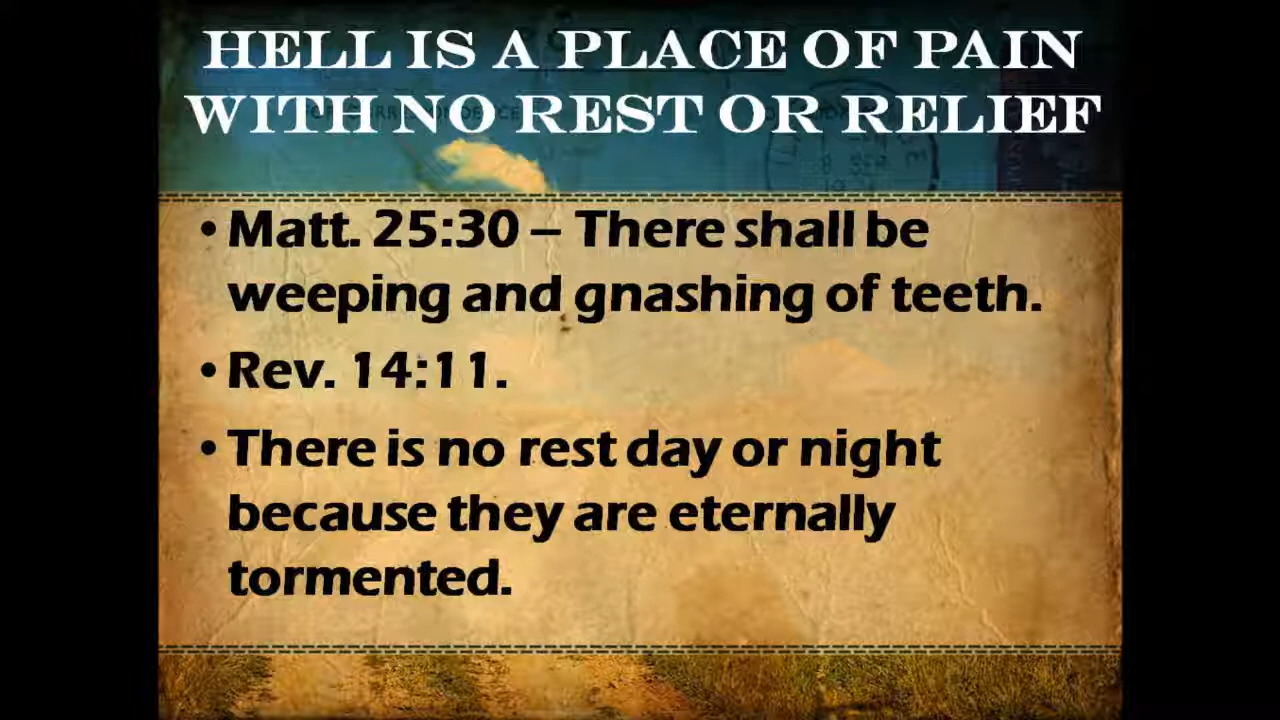 HELL IS A PLACE OF PAIN
WITH NO REST OR RELIEF
• Matt. 25:30 – There shall be
weeping and gnashing of teeth.
• Rev. 14:11.
• There is no rest day or night
because they are eternally
tormented.